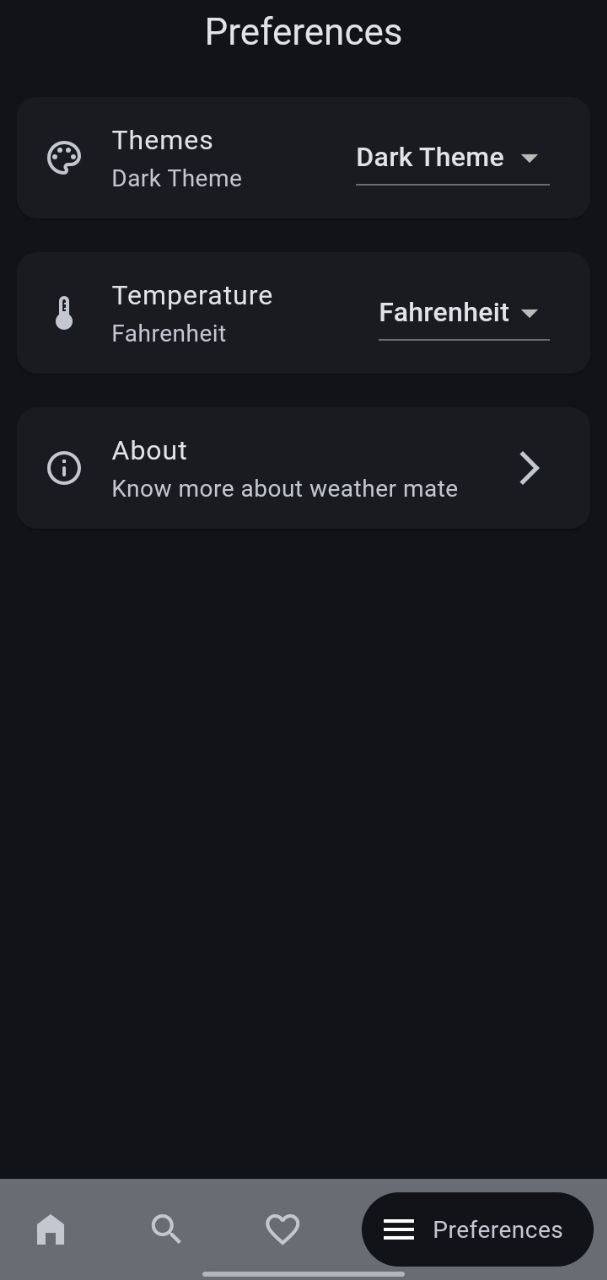 Preferences
Themes
Dark Theme
Dark Theme
Temperature
Fahrenheit
Fahrenheit
About
Know more about weather mate
Preferences